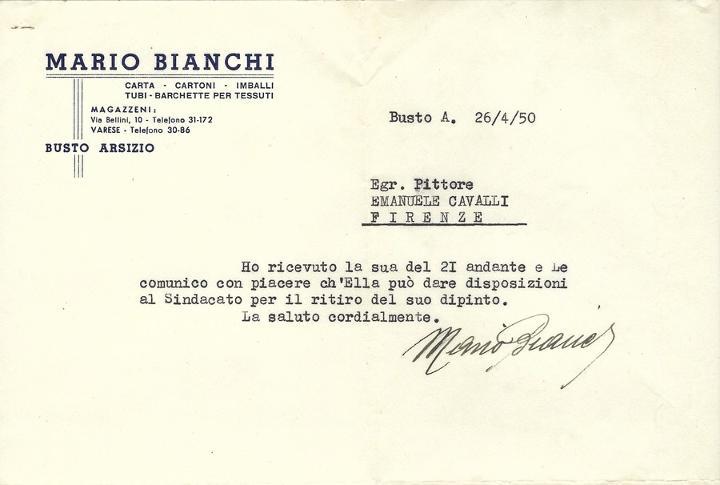 MARIO BIANCHI
CARTA - CARTONI - IMBALLI
TUBI - BARCHETTE PER TESSUTI
MAGAZZENI:
Via Bellini, 10 - Telefono 31-172
VARESE - Telefono 30-86
BUSTO ARSIZIO
Busto A. 26/4/50
Egr. Pittore
EMANUELE CAVALLI
FIRENZE
Ho ricevuto la sua del 2I andante e Le
comunico con piacere ch'Ella può dare disposizioni
al Sindacato per il ritiro del suo dipinto.
La saluto cordialmente.
Mario Bianchi